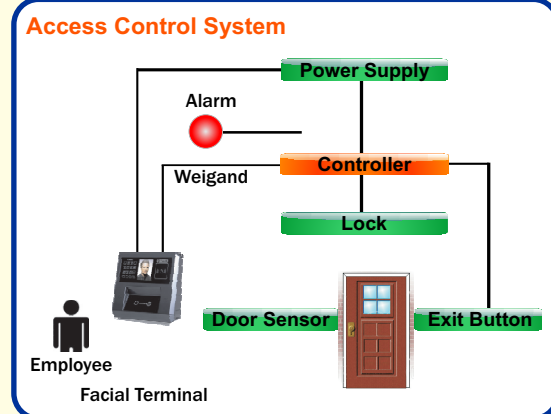 Access Control System
Power Supply
Alarm
Controller
Weigand
Lock
Door Sensor
Exit Button
Employee
Facial Terminal